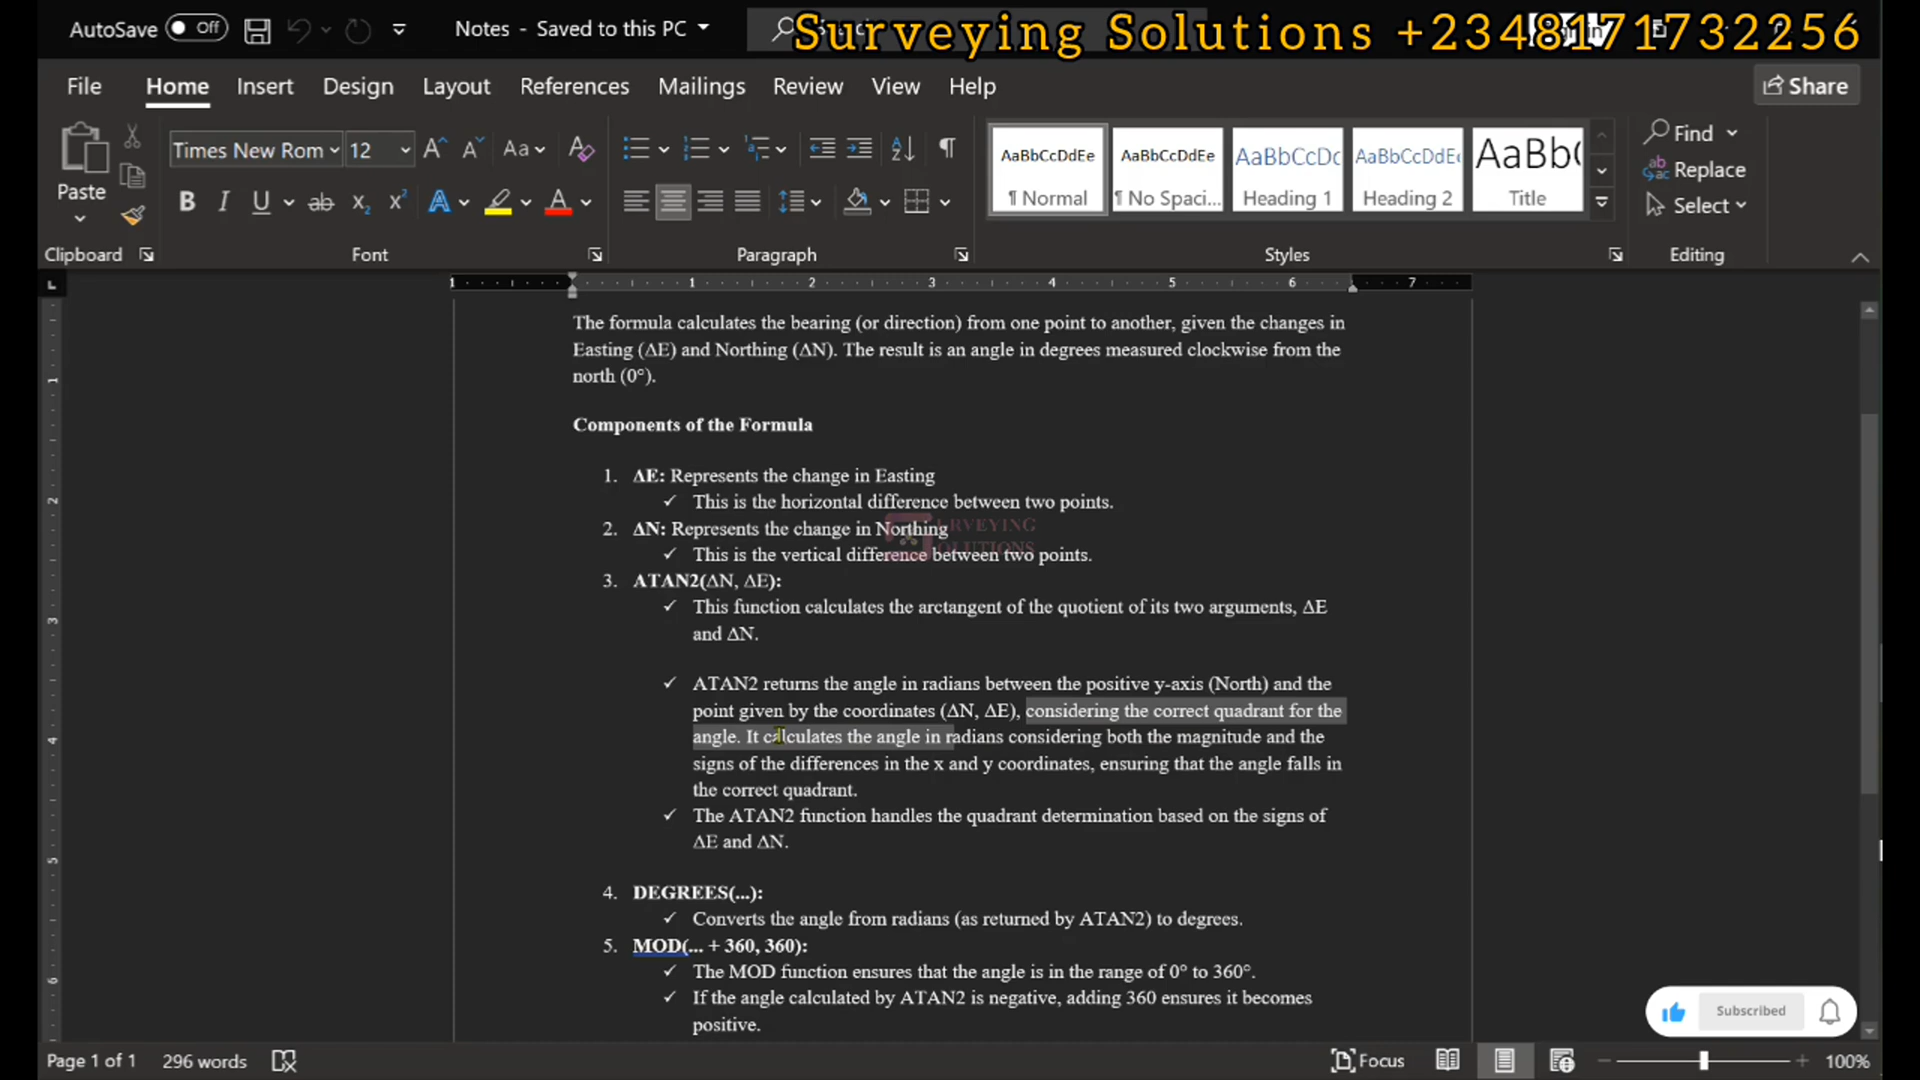 AutoSave Off Notes - Saved to this PC
Surveying Solutions +2348171732256
File Home Insert Design Layout References Mailings Review View Help Share
Times New Rom 12 Aa
Paste
AaBbCcDdEe AaBbCcDdEe AaBbCcDc AaBbCcDdE AaBb(
¶ Normal ¶ No Spaci... Heading 1 Heading 2 Title
Find
Replace
Select
Clipboard Font Paragraph Styles Editing
1 1 2 3 4 5 6 7
The formula calculates the bearing (or direction) from one point to another, given the changes in
Easting (ΔE) and Northing (ΔN). The result is an angle in degrees measured clockwise from the
north (0°).
Components of the Formula
1. ΔE: Represents the change in Easting
✓ This is the horizontal difference between two points.
2. ΔN: Represents the change in Northing
✓ This is the vertical difference between two points.
3. ATAN2(ΔN, ΔE):
✓ This function calculates the arctangent of the quotient of its two arguments, ΔE
and ΔN.
✓ ATAN2 returns the angle in radians between the positive y-axis (North) and the
point given by the coordinates (ΔN, ΔE), considering the correct quadrant for the
angle. It calculates the angle in radians considering both the magnitude and the
signs of the differences in the x and y coordinates, ensuring that the angle falls in
the correct quadrant.
✓ The ATAN2 function handles the quadrant determination based on the signs of
ΔE and ΔN.
4. DEGREES(...):
✓ Converts the angle from radians (as returned by ATAN2) to degrees.
5. MOD(... + 360, 360):
✓ The MOD function ensures that the angle is in the range of 0° to 360°.
✓ If the angle calculated by ATAN2 is negative, adding 360 ensures it becomes
positive.
Subscribed
Page 1 of 1 296 words Focus 100%